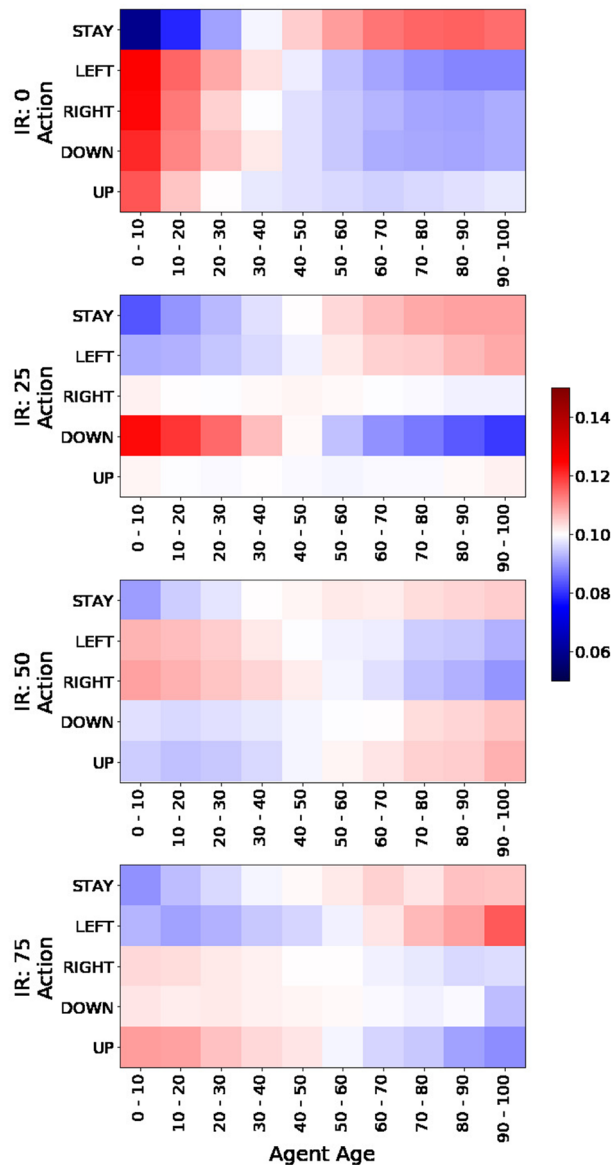 IR: 0
Action
STAY
LEFT
RIGHT
DOWN
UP
0 - 10
10 - 20
20 - 30
30 - 40
40 - 50
50 - 60
60 - 70
70 - 80
80 - 90
90 - 100
IR: 25
Action
STAY
LEFT
RIGHT
DOWN
UP
0 - 10
10 - 20
20 - 30
30 - 40
40 - 50
50 - 60
60 - 70
70 - 80
80 - 90
90 - 100
0.14
0.12
0.10
0.08
0.06
IR: 50
Action
STAY
LEFT
RIGHT
DOWN
UP
0 - 10
10 - 20
20 - 30
30 - 40
40 - 50
50 - 60
60 - 70
70 - 80
80 - 90
90 - 100
IR: 75
Action
STAY
LEFT
RIGHT
DOWN
UP
0 - 10
10 - 20
20 - 30
30 - 40
40 - 50
50 - 60
60 - 70
70 - 80
80 - 90
90 - 100
Agent Age